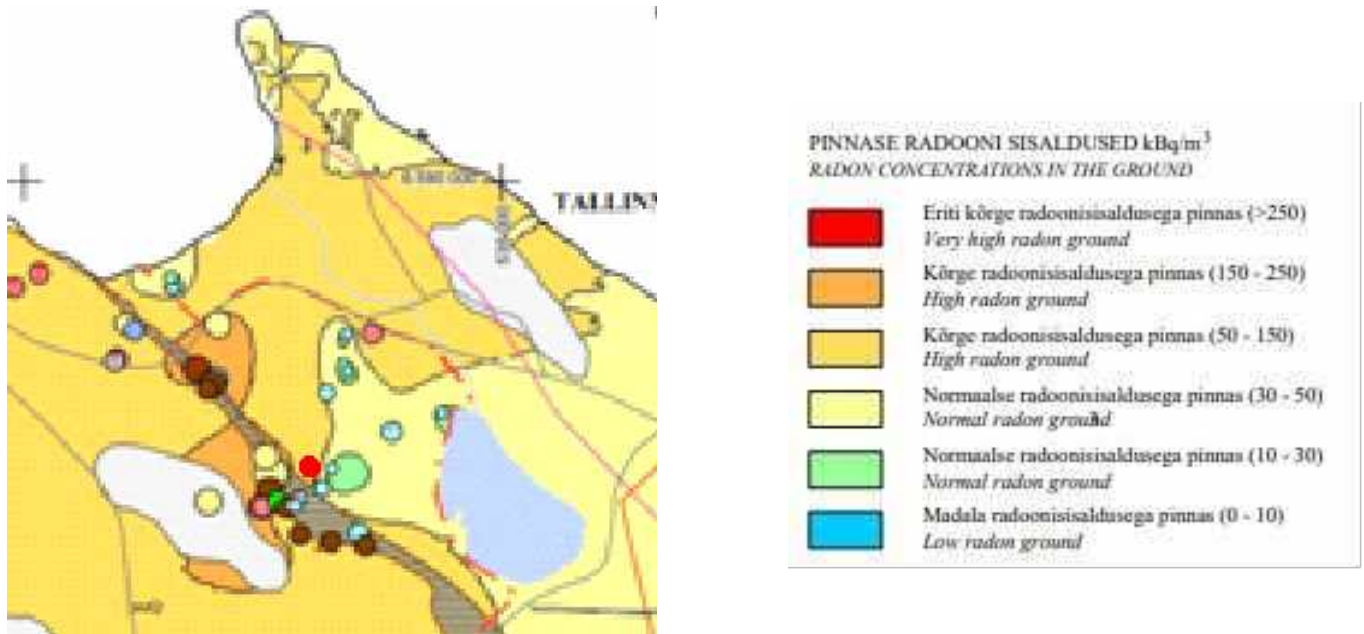 TALLINN
PINNASE RADOONI SISALDUSED kBq/m³
RADON CONCENTRATIONS IN THE GROUND
Eriti kõrge radoonisisaldusega pinnas (>250)
Very high radon ground
Kõrge radoonisisaldusega pinnas (150 - 250)
High radon ground
Kõrge radoonisisaldusega pinnas (50 - 150)
High radon ground
Normaalse radoonisisaldusega pinnas (30 - 50)
Normal radon ground
Normaalse radoonisisaldusega pinnas (10 - 30)
Normal radon ground
Madala radoonisisaldusega pinnas (0 - 10)
Low radon ground